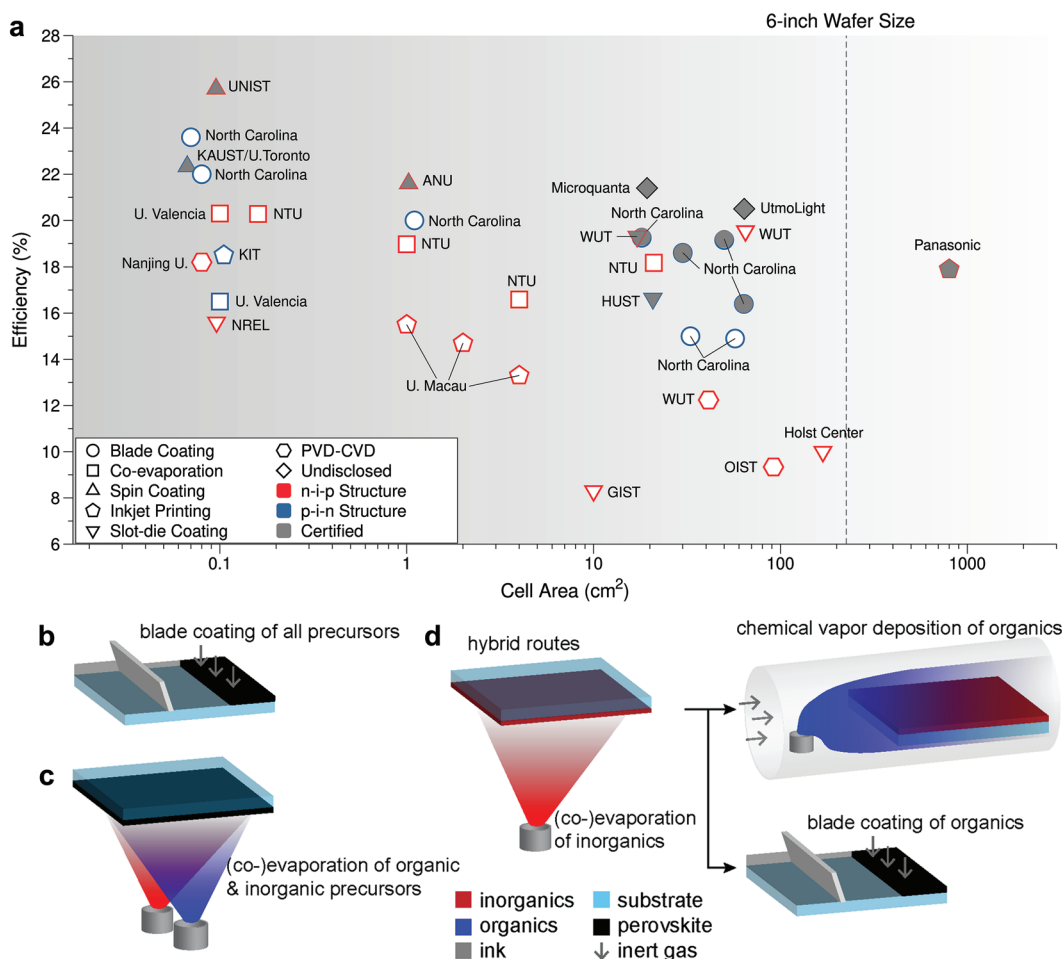 a
6-inch Wafer Size
28
26
24
22
20
18
16
14
12
10
8
6
Efficiency (%)
UNIST
North Carolina
KAUST/U.Toronto
North Carolina
U. Valencia
NTU
Nanjing U.
KIT
U. Valencia
NREL
ANU
North Carolina
NTU
NTU
U. Macau
Microquanta
North Carolina
UtmoLight
WUT
WUT
NTU
North Carolina
HUST
North Carolina
WUT
Panasonic
Holst Center
OIST
GIST
Blade Coating
Co-evaporation
Spin Coating
Inkjet Printing
Slot-die Coating
PVD-CVD
Undisclosed
n-i-p Structure
p-i-n Structure
Certified
0.1
1
10
100
1000
Cell Area (cm²)
b
blade coating of all precursors
c
(co-)evaporation of organic
& inorganic precursors
d
hybrid routes
(co-)evaporation
of inorganics
chemical vapor deposition of organics
blade coating of organics
inorganics
organics
ink
substrate
perovskite
inert gas